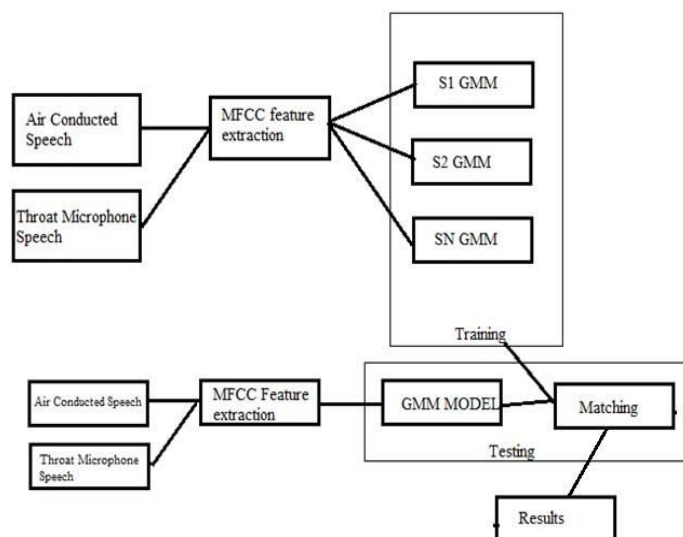 Air Conducted
Speech
Throat Microphone
Speech
MFCC feature
extraction
S1 GMM
S2 GMM
SN GMM
Training
Air Conducted Speech
Throat Microphone
Speech
MFCC Feature
extraction
GMM MODEL
Matching
Testing
Results